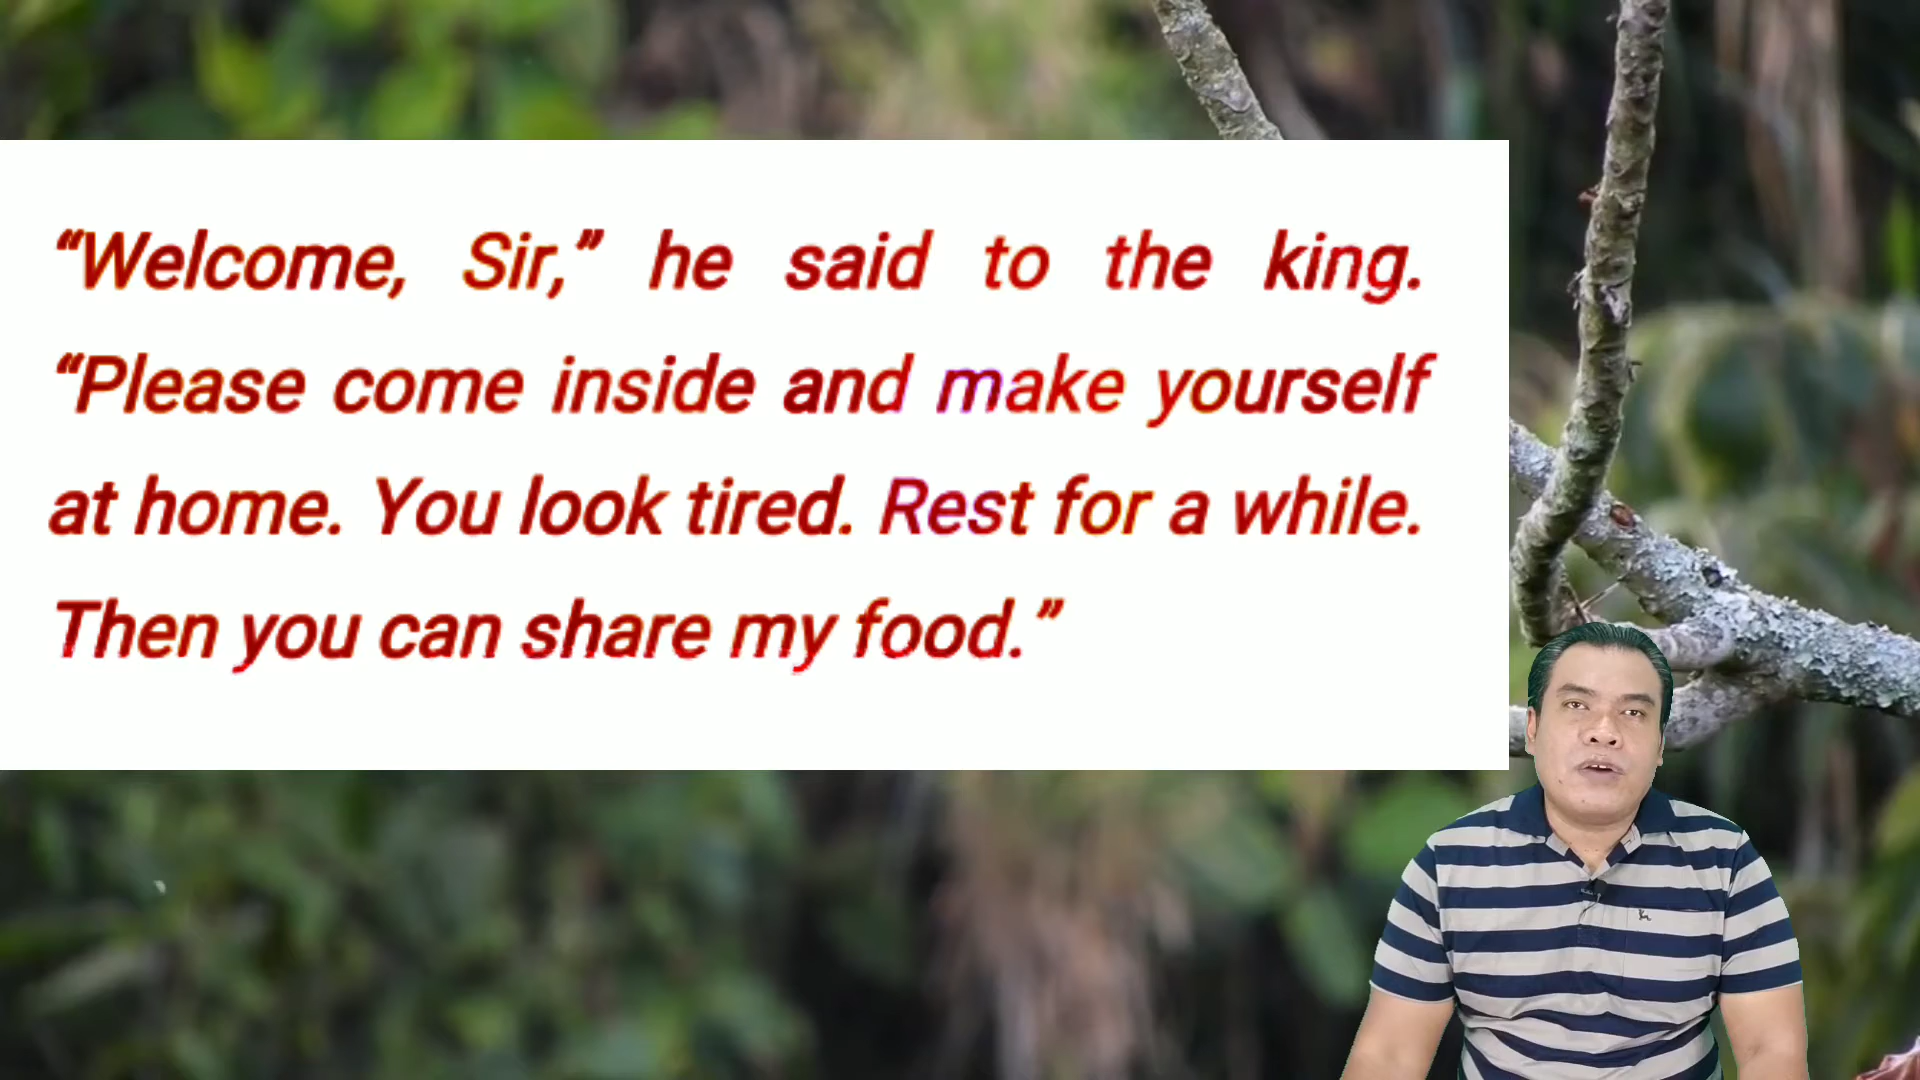 “Welcome, Sir,” he said to the king.
“Please come inside and make yourself
at home. You look tired. Rest for a while.
Then you can share my food.”